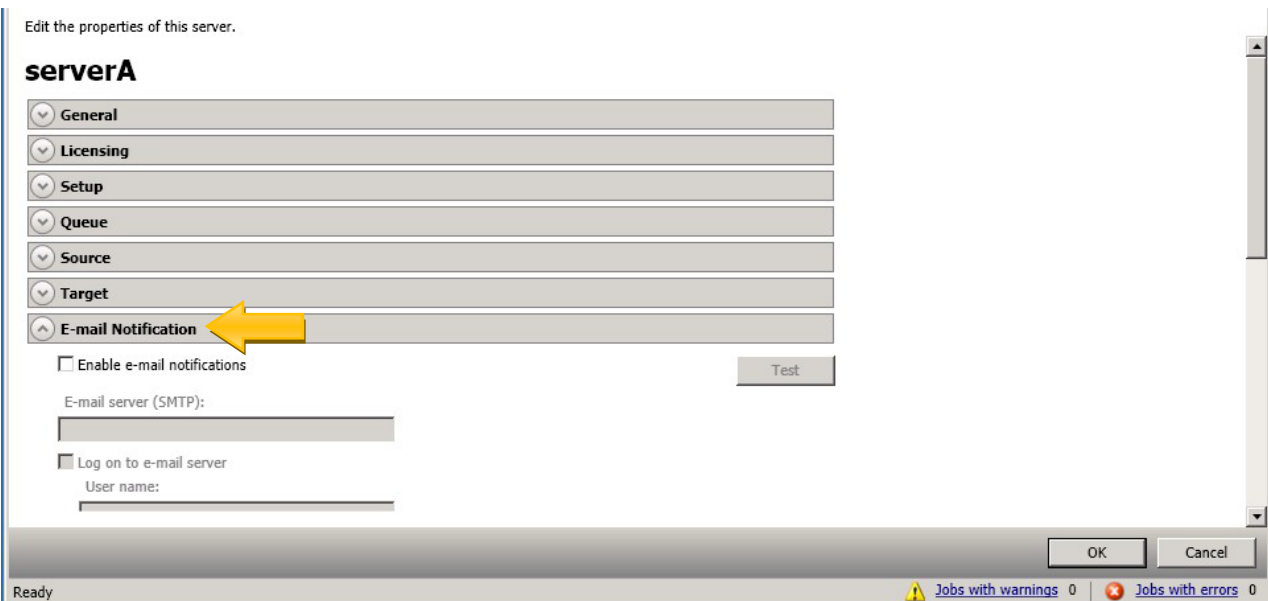 Edit the properties of this server.
serverA
General
Licensing
Setup
Queue
Source
Target
E-mail Notification
Enable e-mail notifications
Test
E-mail server (SMTP):
Log on to e-mail server
User name:
OK Cancel
Ready Jobs with warnings 0 Jobs with errors 0